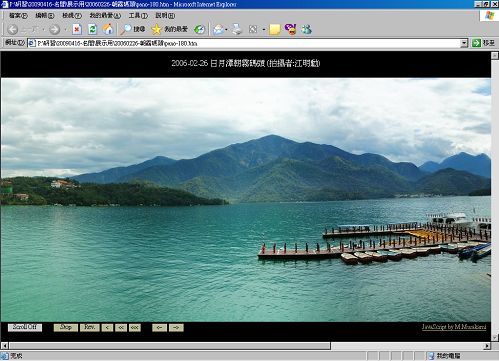 P:\研習\20090416-名間\展示用\20060226-朝霧碼頭\pano-180.htm - Microsoft Internet Explorer
檔案(F) 編輯(E) 檢視(V) 我的最愛(A) 工具(T) 說明(H)
上一頁 搜尋 我的最愛
網址(D) P:\研習\20090416-名間\展示用\20060226-朝霧碼頭\pano-180.htm 移至
2006-02-26 日月潭朝霧碼頭 (拍攝者:江明勳)
Scroll Off Stop Rev. < << <<< <-- -->
JavaScript by M.Murakami
完成 我的電腦